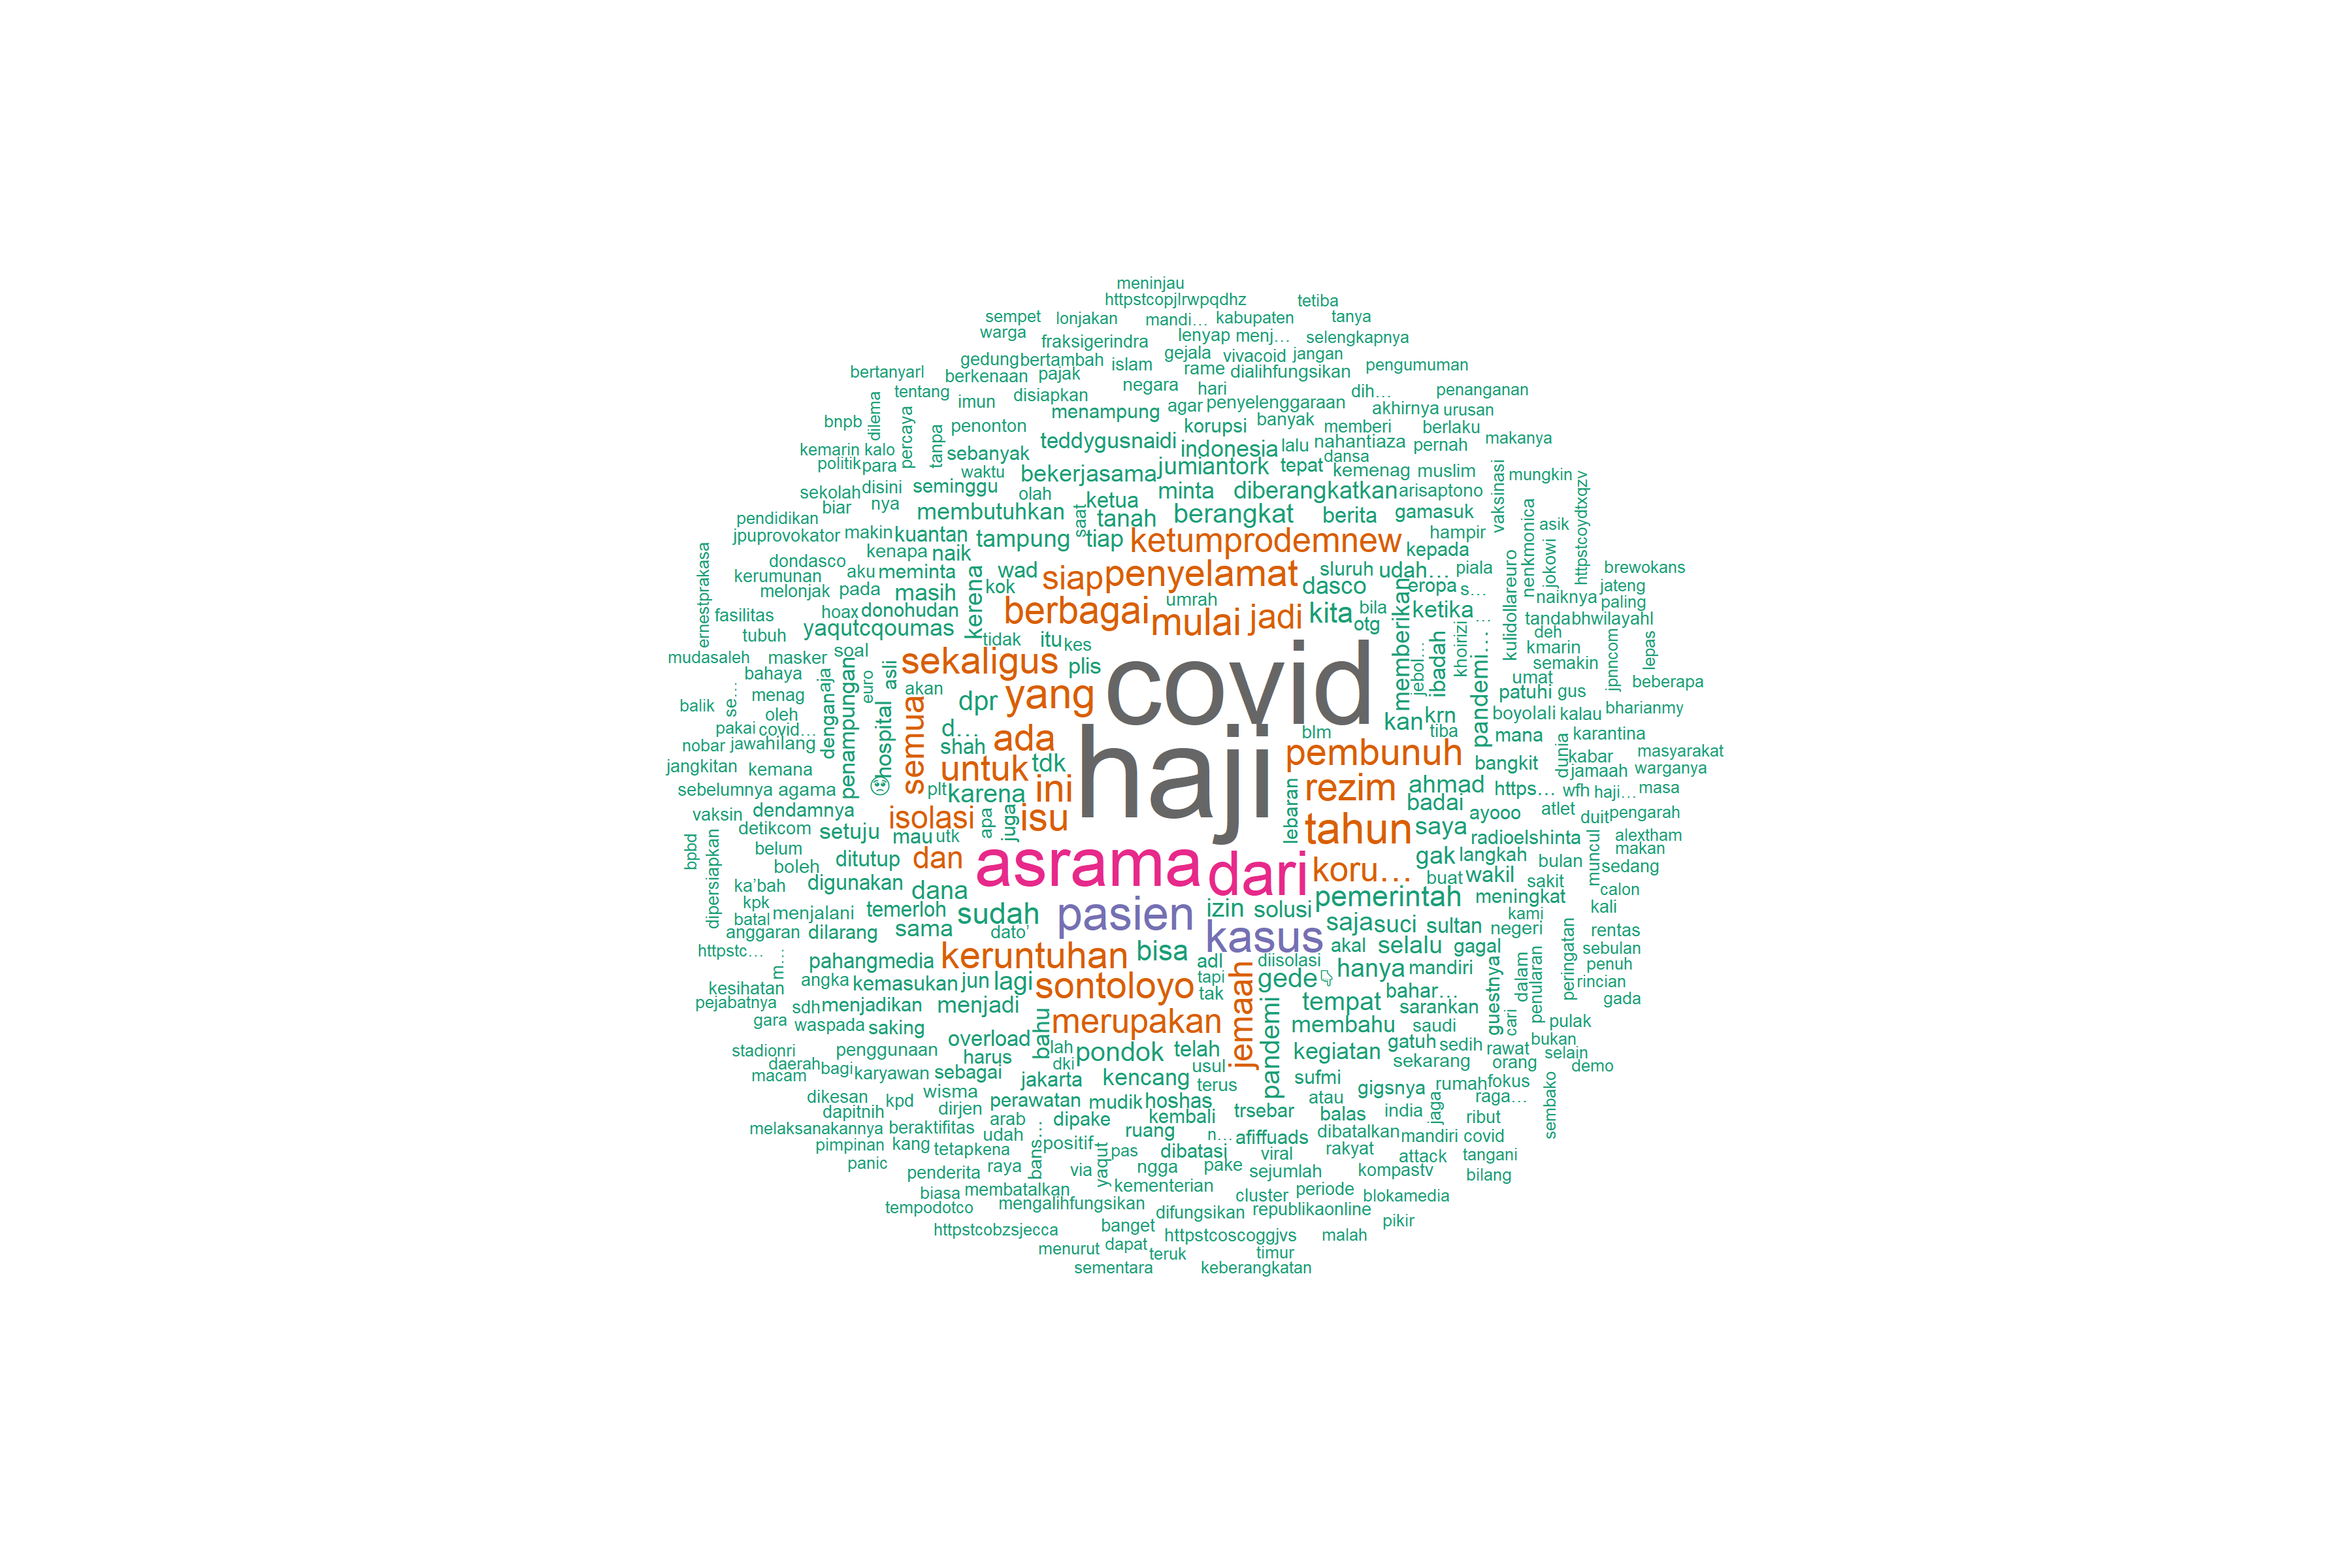 meninjau
httpstcopjlrwpqdhz tetiba
sempet lonjakan mandi… kabupaten tanya
warga fraksigerindra lenyap menj… selengkapnya
gedung bertambah islam gejala vivacoid jangan pengumuman
bertanyarl berkenaan pajak rame dialihfungsikan
tentang imun disiapkan negara hari dih… penanganan
bnpb dilema percaya menampung agar penyelenggaraan akhirnya urusan
penonton korupsi banyak memberi berlaku
kemarin kalo tanpa sebanyak teddygusnaidi indonesia lalu nahantiaza pernah makanya
politik para waktu bekerjasama jumiantork tepat dansa kemenag muslim vaksinasi mungkin
sekolah disini seminggu olah ketua minta diberangkatkan arisaptono
biar nya membutuhkan saat tanah berangkat berita gamasuk httpstcoydtxqzv
pendidikan asik
jpuprovokator makin kuantan tampung tiap ketumprodemnew hampir nenkmonica
kenapa naik kepada
ernestprakasa dondasco aku meminta wad siap penyelamat sluruh udah… piala jokowi brewokans
kerumunan melonjak pada masih kok dasco eropa s… kulidollareuro naiknya jateng
fasilitas hoax donohudan kerena berbagai umrah mulai jadi kita bila memberikan ketika … paling
tubuh yaqutcqoumas tidak itu kes otg tandabhwilayahl
mudasaleh masker soal sekaligus plis covid jebol… ibadah khoirizi pandemi… deh kmarin semakin jpnncom lepas
bahaya penampungan euro asli akan yang umat
balik se… menag dengan aja semua dpr patuhi gus beberapa
oleh hospital kan krn boyolali kalau bharianmy
pakai covid… d… haji blm tiba
nobar jawa hilang shah ada pembunuh mana karantina
jangkitan kemana untuk tdk bangkit dunia kabar masyarakat
jamaah warganya
sebelumnya agama 🥺 plt karena ini lebaran rezim ahmad https… wfh haji… masa
vaksin dendamnya isolasi apa juga isu badai ayooo atlet duit pengarah
detikcom setuju mau utk tahun saya radioelshinta muncul alextham
bpbd dipersiapkan belum ditutup dan asrama dari gak langkah bulan makan
boleh koru… buat wakil sakit sedang
ka’bah digunakan dana pemerintah meningkat calon
kpk batal menjalani temerloh sudah pasien izin solusi kami kali
anggaran dilarang sama dato’ kasus saja suci sultan negeri rentas
httpstc… m… pahangmedia keruntuhan bisa akal selalu gagal peringatan sebulan
angka kemasukan jun lagi adl diisolasi hanya mandiri guestnya dalam penularan penuh
kesihatan sontoloyo tapi jemaah gede👇 bahar… rincian
pejabatnya sdh menjadikan menjadi tak tempat sarankan gada
gara waspada saking merupakan pandemi membahu saudi cari pulak
stadionri penggunaan overload bahu lah pondok telah kegiatan gatuh sedih rawat bukan
daerah harus dki usul sekarang orang selain
macam bagi karyawan sebagai jakarta kencang terus sufmi gigsnya rumah fokus demo
dikesan kpd wisma perawatan mudik hoshas atau raga… sembako
dapitnih dirjen arab dipake kembali trsebar balas india jaga ribut
melaksanakannya beraktifitas udah bans… ruang n… afiffuads dibatalkan mandiri covid
pimpinan kang tetapkena positif yaqut pas dibatasi viral rakyat attack tangani
panic penderita raya via ngga pake sejumlah kompastv bilang
biasa membatalkan kementerian cluster periode blokamedia
tempodotco mengalihfungsikan difungsikan republikaonline
httpstcobzsjecca banget httpstcoscoggjvs malah pikir
menurut dapat teruk timur
sementara keberangkatan